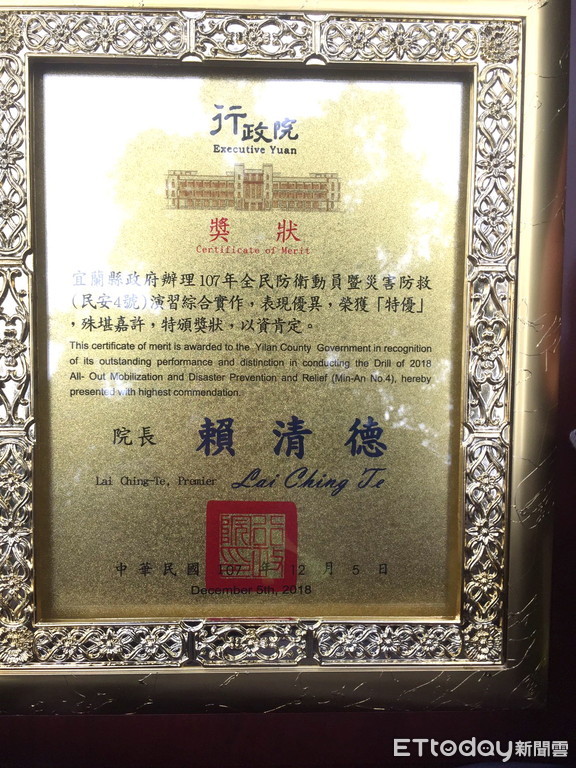 行政院
Executive Yuan
獎 狀
Certificate of Merit
宜蘭縣政府辦理107年全民防衛動員暨災害防救
(民安4號)演習綜合實作，表現優異，榮獲「特優」
，殊堪嘉許，特頒獎狀，以資肯定。
This certificate of merit is awarded to the Yilan County Government in recognition
of its outstanding performance and distinction in conducting the Drill of 2018
All- Out Mobilization and Disaster Prevention and Relief (Min-An No.4), hereby
presented with highest commendation.
院長 賴清德
Lai Ching-Te, Premier Lai Ching Te
行政院印
中華民國 107 年 12 月 5 日
December 5th, 2018
ETtoday新聞雲